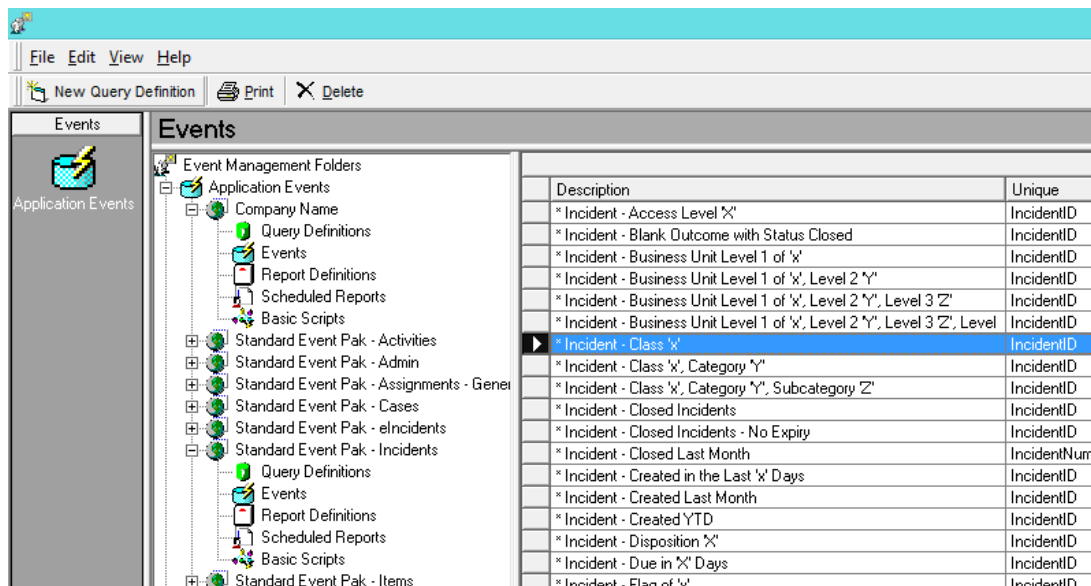 File Edit View Help
New Query Definition Print Delete
Events
Application Events
Events
Event Management Folders
Application Events
Company Name
Query Definitions
Events
Report Definitions
Scheduled Reports
Basic Scripts
Standard Event Pak - Activities
Standard Event Pak - Admin
Standard Event Pak - Assignments - Gener
Standard Event Pak - Cases
Standard Event Pak - eIncidents
Standard Event Pak - Incidents
Query Definitions
Events
Report Definitions
Scheduled Reports
Basic Scripts
Standard Event Pak - Items
Description Unique
* Incident - Access Level 'X' IncidentID
* Incident - Blank Outcome with Status Closed IncidentID
* Incident - Business Unit Level 1 of 'x' IncidentID
* Incident - Business Unit Level 1 of 'x', Level 2 'Y' IncidentID
* Incident - Business Unit Level 1 of 'x', Level 2 'Y', Level 3 'Z' IncidentID
* Incident - Business Unit Level 1 of 'x', Level 2 'Y', Level 3 'Z', Level IncidentID
* Incident - Class 'x' IncidentID
* Incident - Class 'x', Category 'Y' IncidentID
* Incident - Class 'x', Category 'Y', Subcategory 'Z' IncidentID
* Incident - Closed Incidents IncidentID
* Incident - Closed Incidents - No Expiry IncidentID
* Incident - Closed Last Month IncidentNum
* Incident - Created in the Last 'x' Days IncidentID
* Incident - Created Last Month IncidentID
* Incident - Created YTD IncidentID
* Incident - Disposition 'X' IncidentID
* Incident - Due in 'X' Days IncidentID
* Incident - Flag of 'x' IncidentID